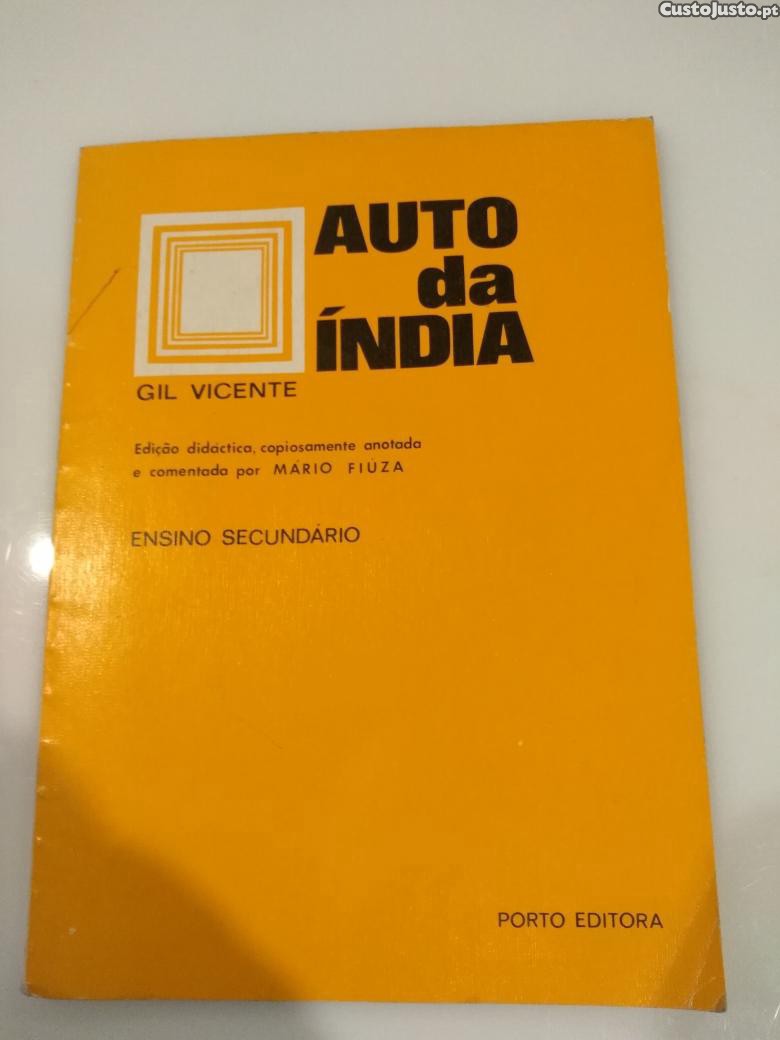 CustoJusto.pt
AUTO
da
ÍNDIA
GIL VICENTE
Edição didáctica, copiosamente anotada
e comentada por MÁRIO FIÚZA
ENSINO SECUNDÁRIO
PORTO EDITORA